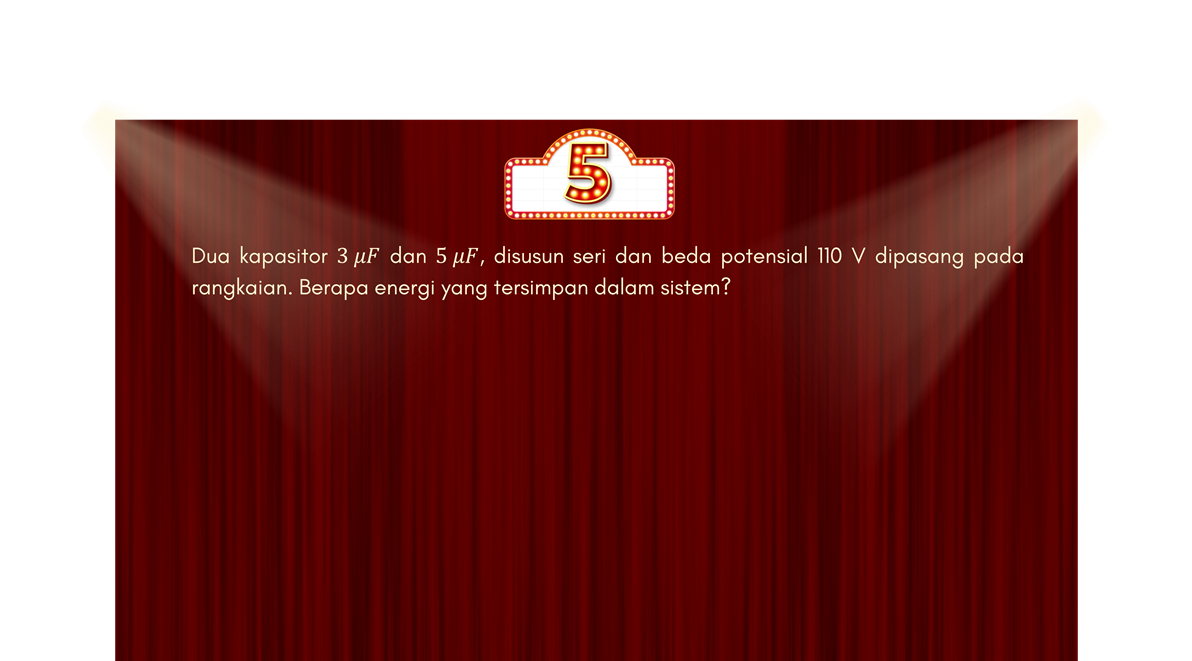 5
Dua kapasitor 3 μF dan 5 μF, disusun seri dan beda potensial 110 V dipasang pada
rangkaian. Berapa energi yang tersimpan dalam sistem?